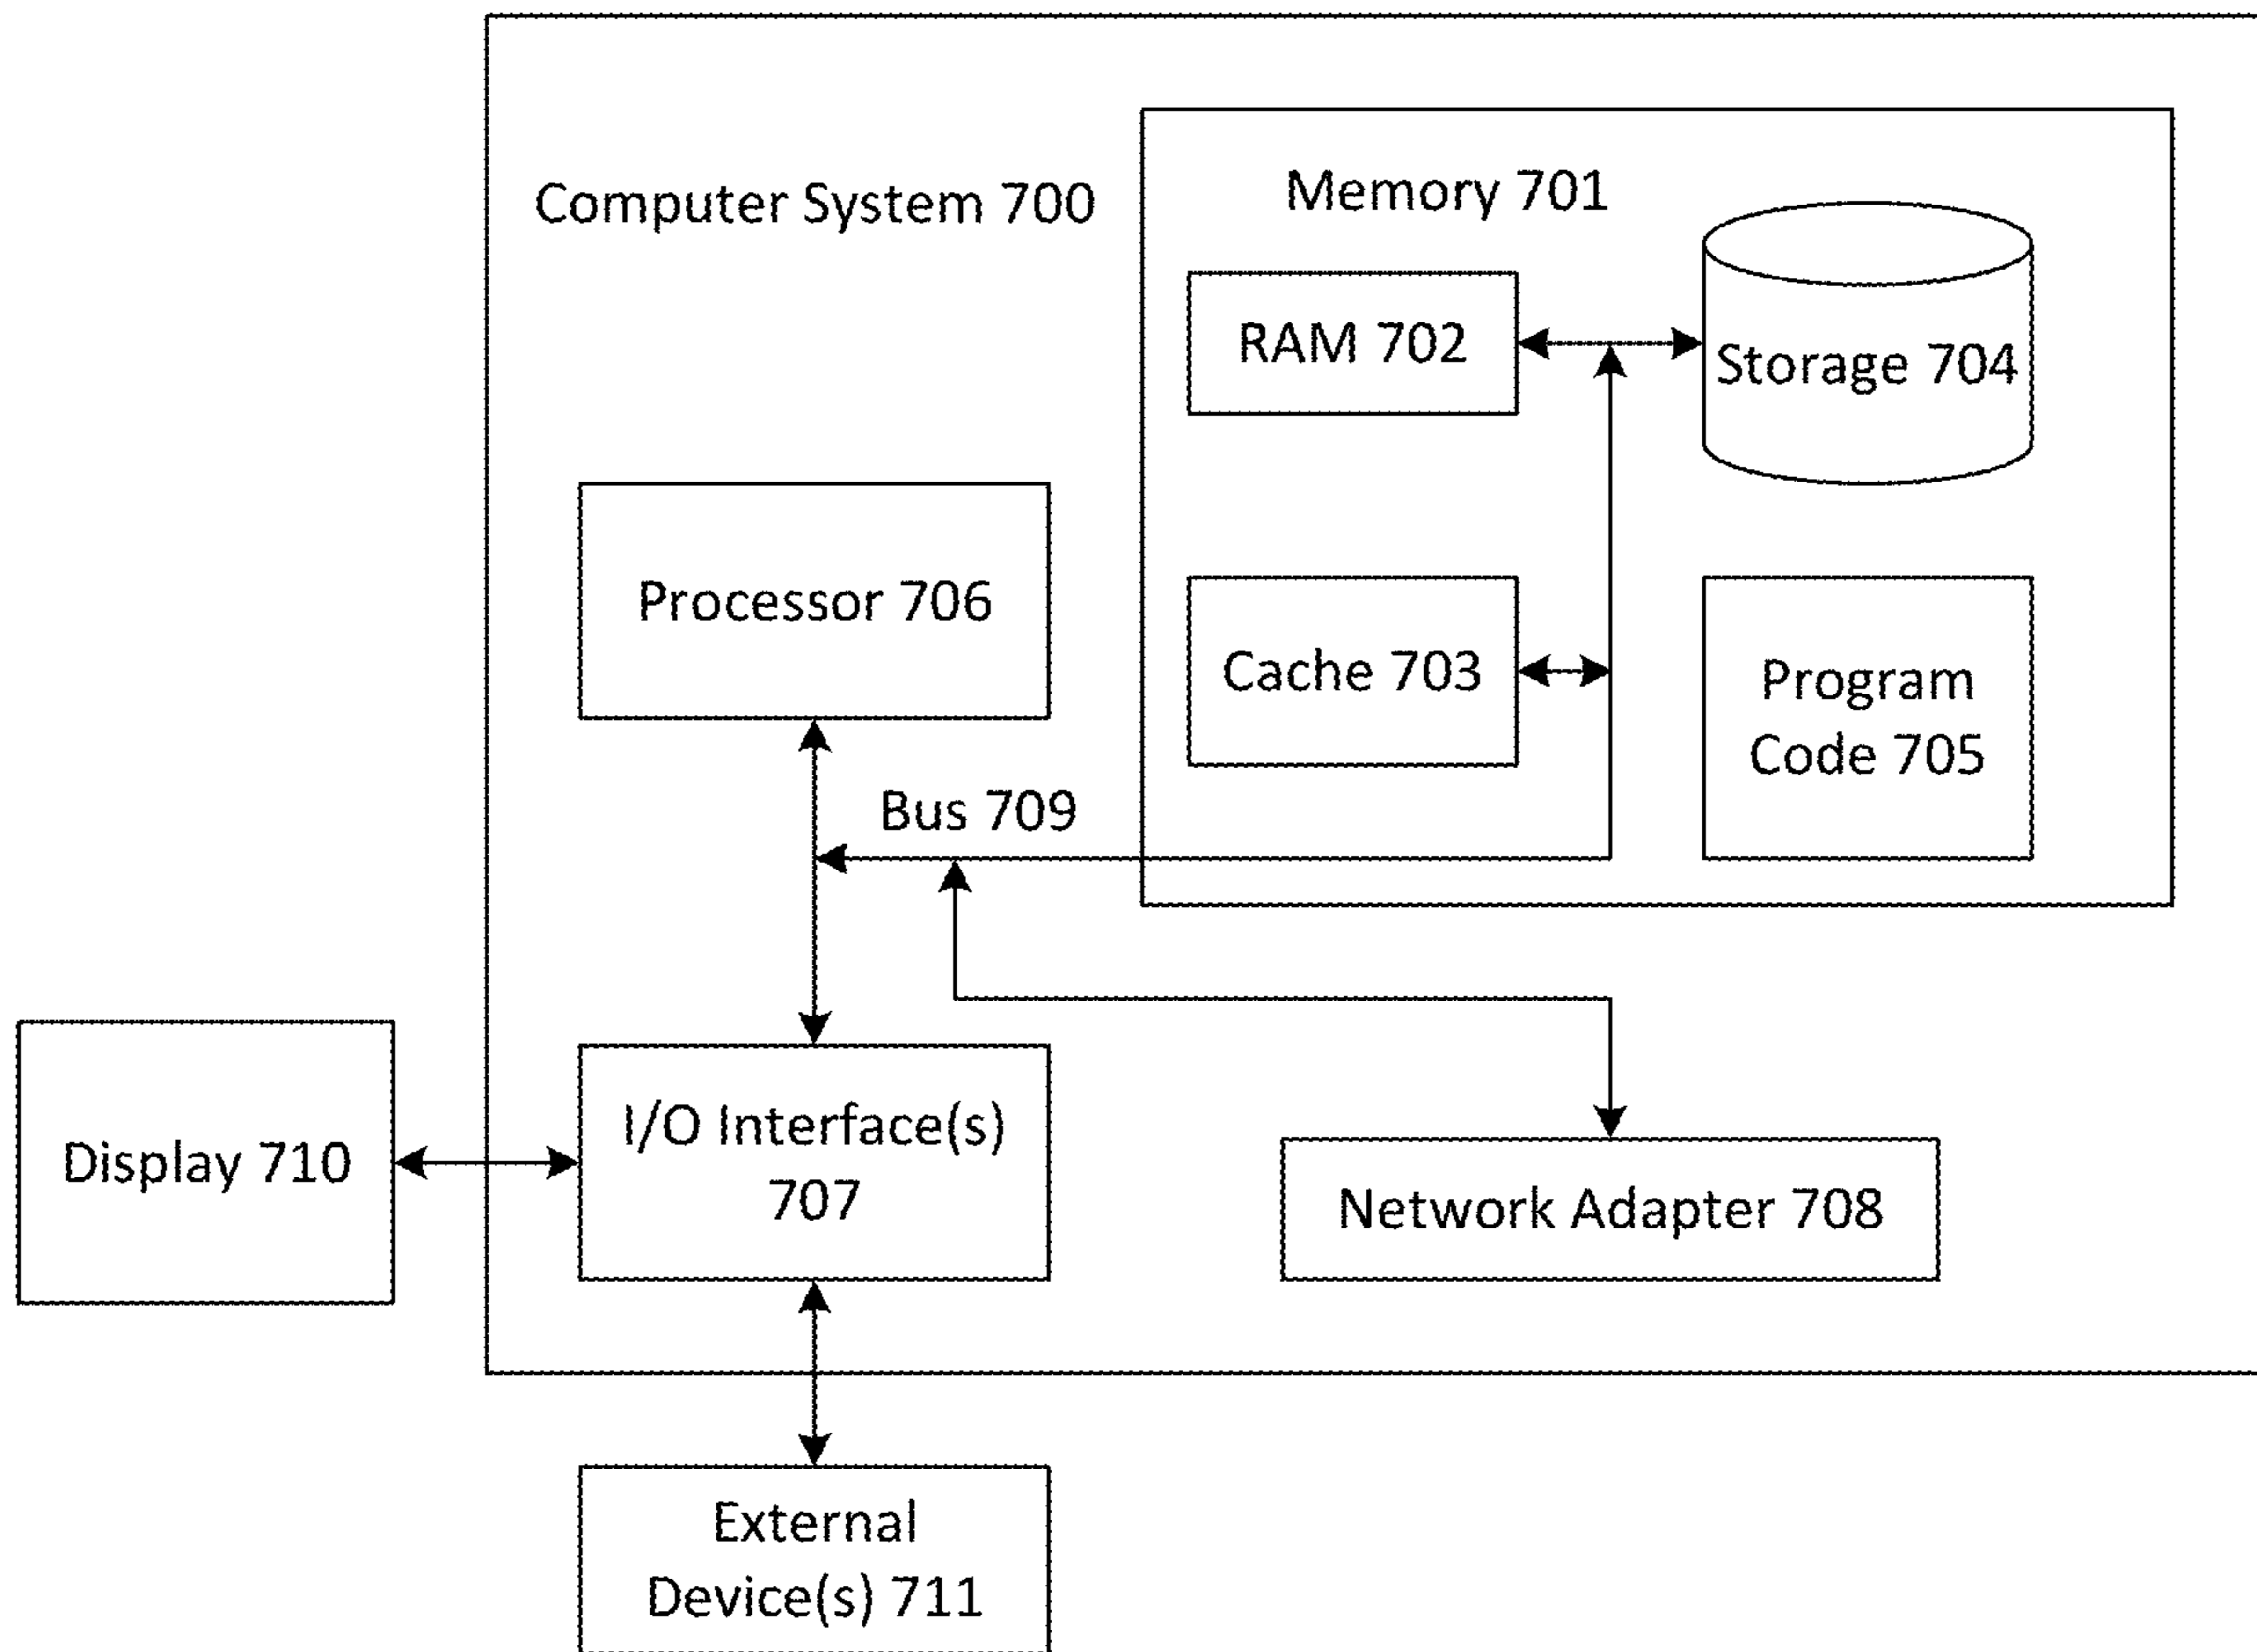 Computer System 700
Memory 701
RAM 702
Storage 704
Processor 706
Cache 703
Program
Code 705
Bus 709
Display 710
I/O Interface(s)
707
Network Adapter 708
External
Device(s) 711